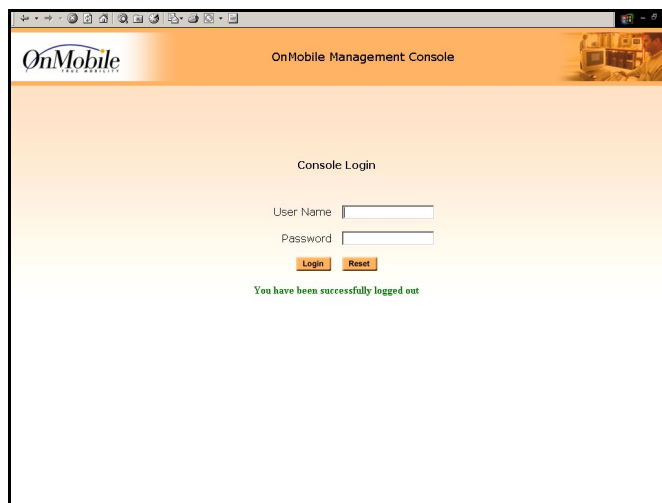 OnMobile
TRUE MOBILITY
OnMobile Management Console
Console Login
User Name
Password
Login Reset
You have been successfully logged out